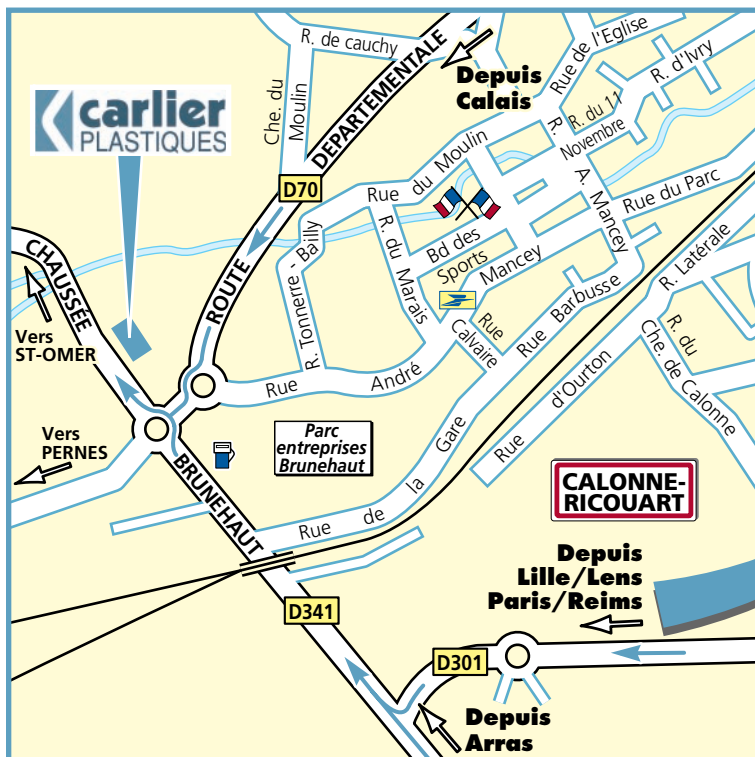 carlier
PLASTIQUES
R. de cauchy
Che. du
Moulin
DEPARTEMENTALE
ROUTE
D70
Depuis
Calais
Rue de l'Eglise
R. d'Ivry
R. du 11
Novembre
R. A. Mancey
Rue du Parc
Rue du Moulin
R. du Marais
Bd des
Sports
Mancey
R. Tonnerre - Bailly
Rue
Calvaire
Rue Barbusse
R. Latérale
R. du
Che. de Calonne
Rue d'Ourton
Rue André
CHAUSSÉE
BRUNEHAUT
Vers
ST-OMER
Vers
PERNES
Parc
entreprises
Brunehaut
Rue de la Gare
CALONNE-
RICOUART
Depuis
Lille/Lens
Paris/Reims
D341
D301
Depuis
Arras